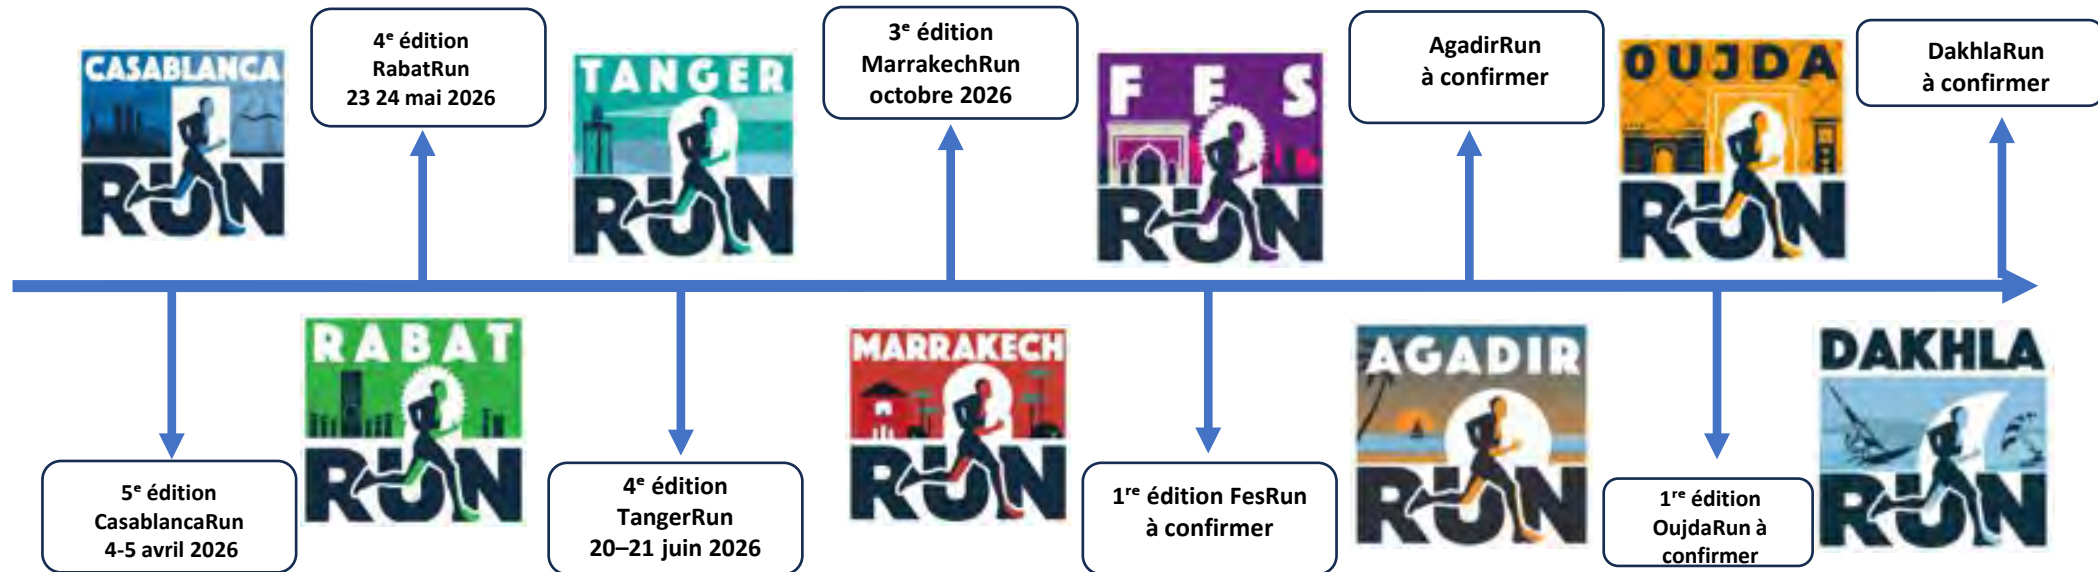 CASABLANCA
RUN
4ᵉ édition
RabatRun
23 24 mai 2026
TANGER
RUN
3ᵉ édition
MarrakechRun
octobre 2026
FES
RUN
AgadirRun
à confirmer
OUJDA
RUN
DakhlaRun
à confirmer
5ᵉ édition
CasablancaRun
4-5 avril 2026
RABAT
RUN
4ᵉ édition
TangerRun
20–21 juin 2026
MARRAKECH
RUN
1ʳᵉ édition FesRun
à confirmer
AGADIR
RUN
1ʳᵉ édition
OujdaRun à
confirmer
DAKHLA
RUN